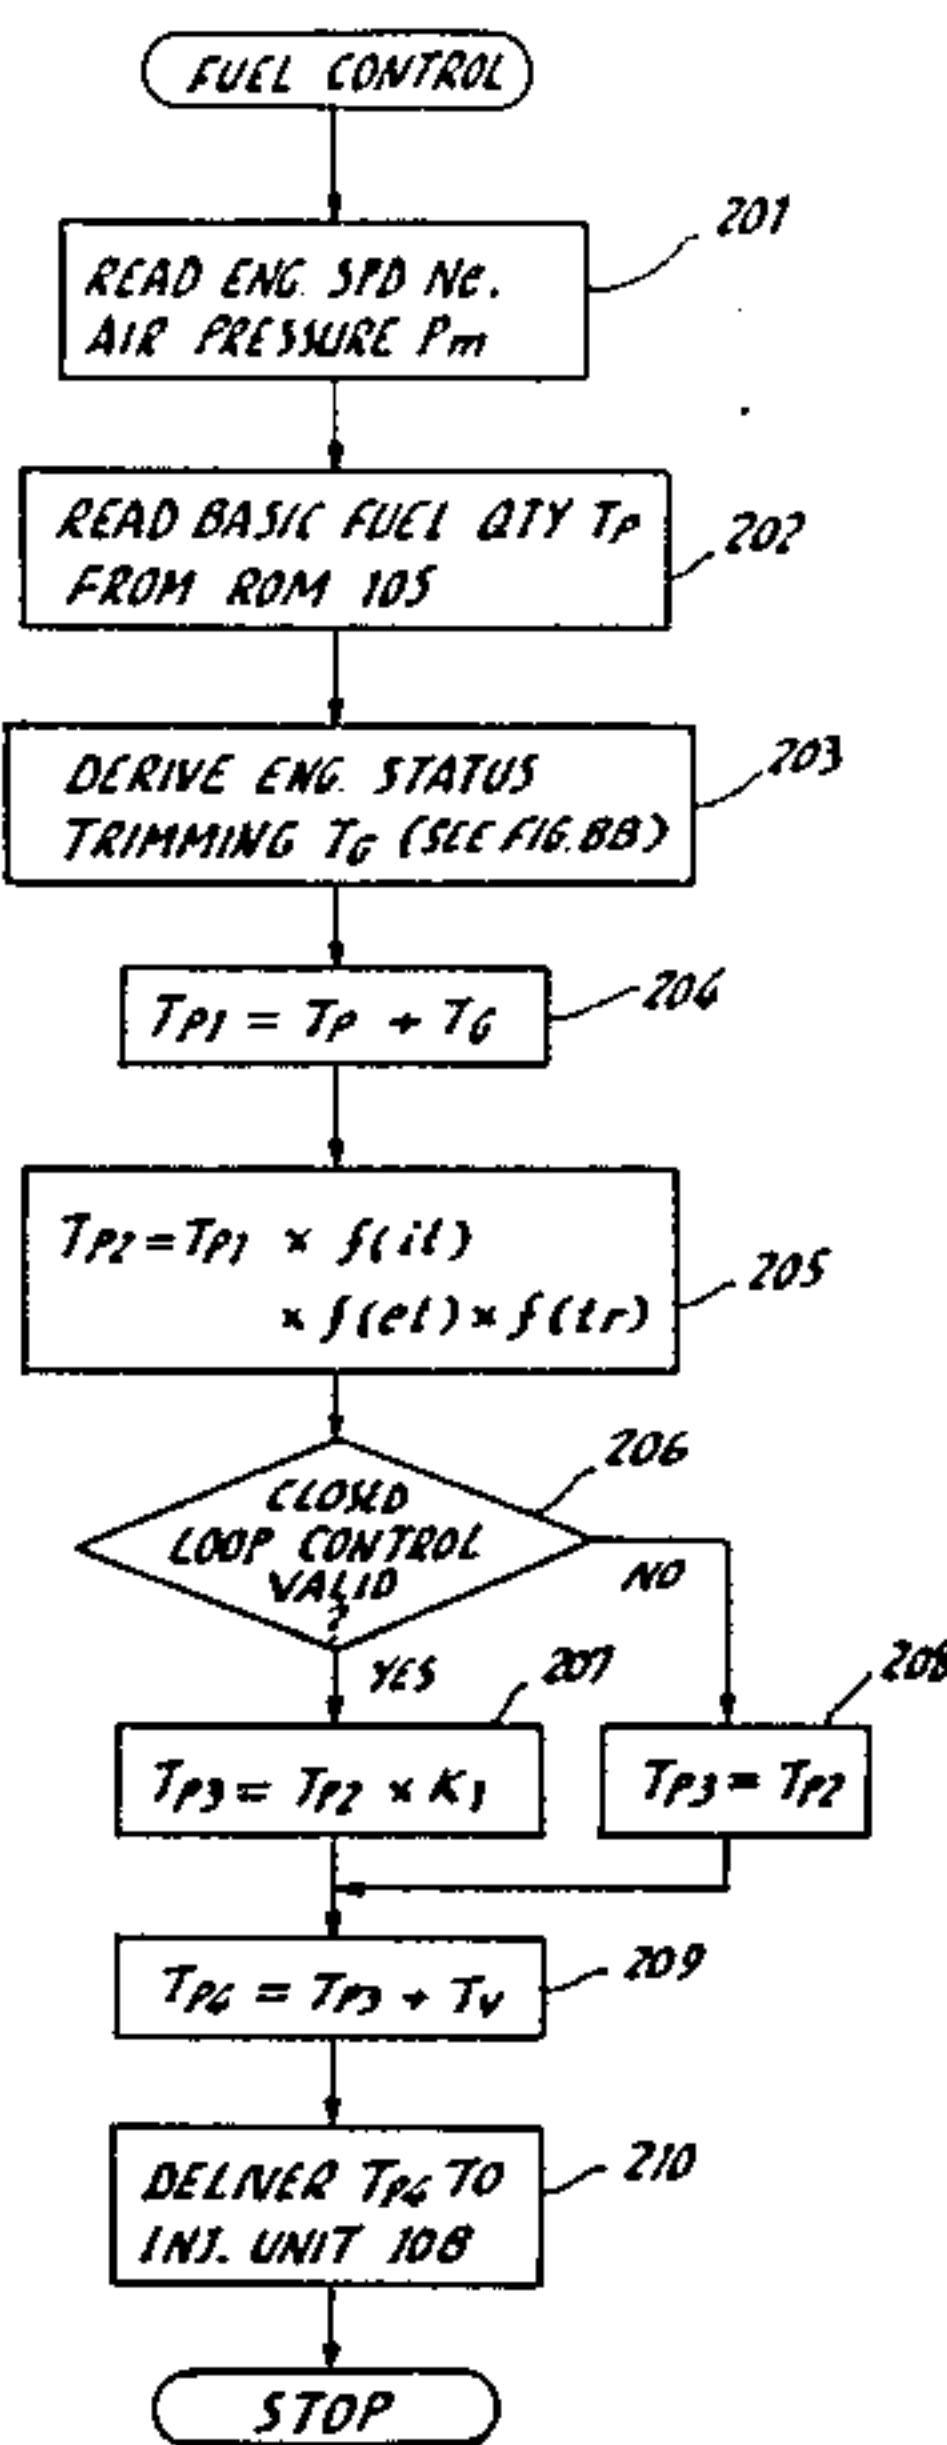 FUEL CONTROL
201
READ ENG. SPD Ne.
AIR PRESSURE Pm
READ BASIC FUEL QTY TP
FROM ROM 105
202
DERIVE ENG. STATUS
TRIMMING TG (SEE FIG. 8B)
203
TP1 = TP + TG
204
TP2 = TP1 × f(it)
× f(et) × f(tr)
205
206
CLOSED
LOOP CONTROL
VALID
?
NO
YES
207
208
TP3 = TP2 × K1
TP3 = TP2
TP4 = TP3 + TV
209
DELIVER TP4 TO
INJ. UNIT 108
210
STOP